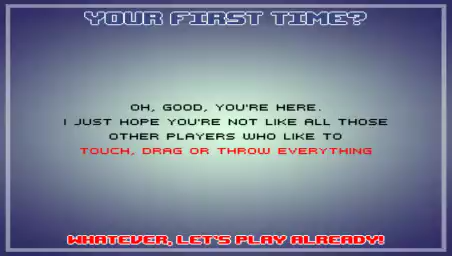 YOUR FIRST TIME?
OH, GOOD, YOU'RE HERE.
I JUST HOPE YOU'RE NOT LIKE ALL THOSE
OTHER PLAYERS WHO LIKE TO
TOUCH, DRAG OR THROW EVERYTHING
WHATEVER, LET'S PLAY ALREADY!